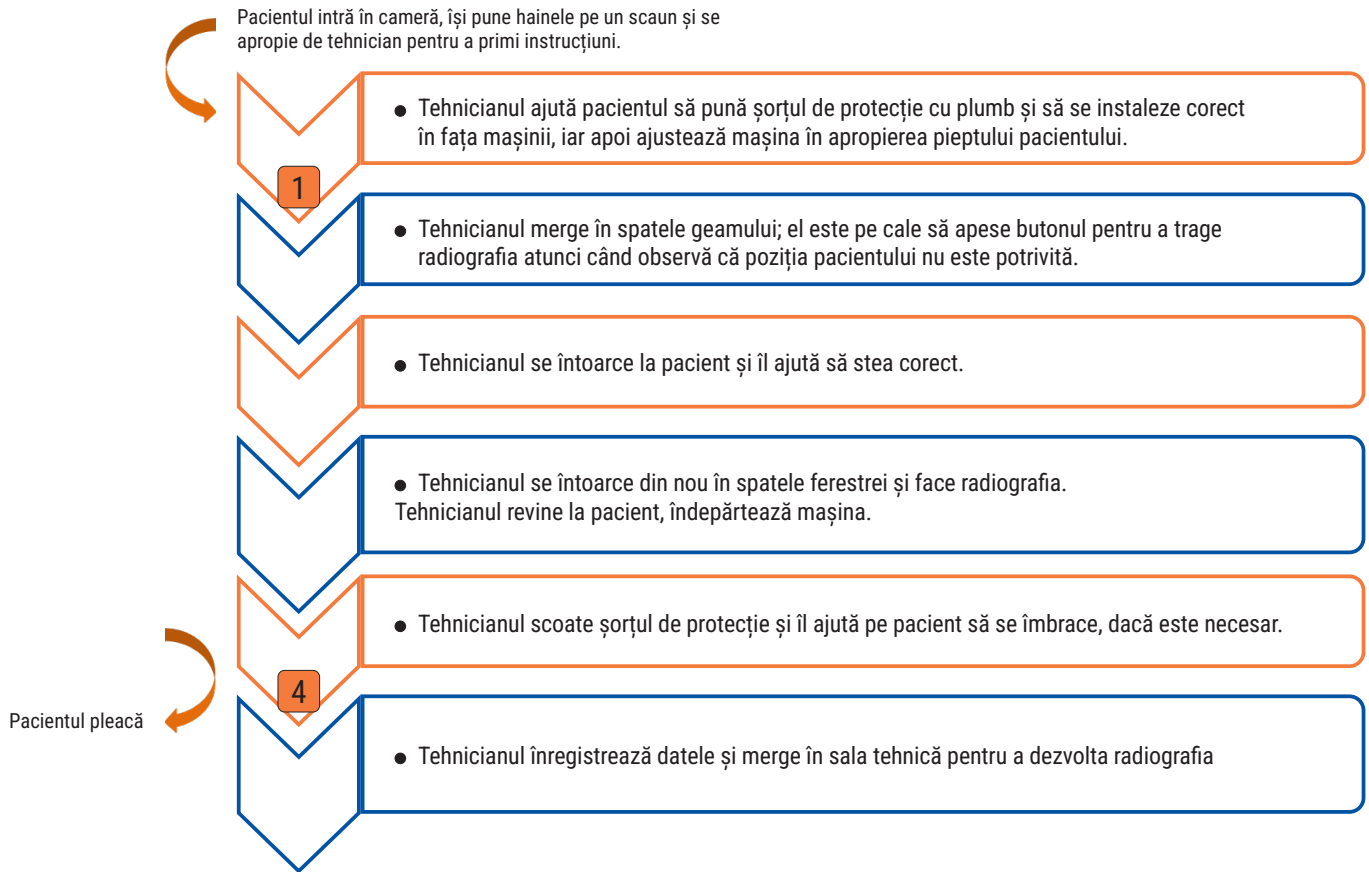 Pacientul intră în cameră, își pune hainele pe un scaun și se
apropie de tehnician pentru a primi instrucțiuni.
● Tehnicianul ajută pacientul să pună șorțul de protecție cu plumb și să se instaleze corect
în fața mașinii, iar apoi ajustează mașina în apropierea pieptului pacientului.
1
● Tehnicianul merge în spatele geamului; el este pe cale să apese butonul pentru a trage
radiografia atunci când observă că poziția pacientului nu este potrivită.
● Tehnicianul se întoarce la pacient și îl ajută să stea corect.
● Tehnicianul se întoarce din nou în spatele ferestrei și face radiografia.
Tehnicianul revine la pacient, îndepărtează mașina.
● Tehnicianul scoate șorțul de protecție și îl ajută pe pacient să se îmbrace, dacă este necesar.
4
Pacientul pleacă
● Tehnicianul înregistrează datele și merge în sala tehnică pentru a dezvolta radiografia